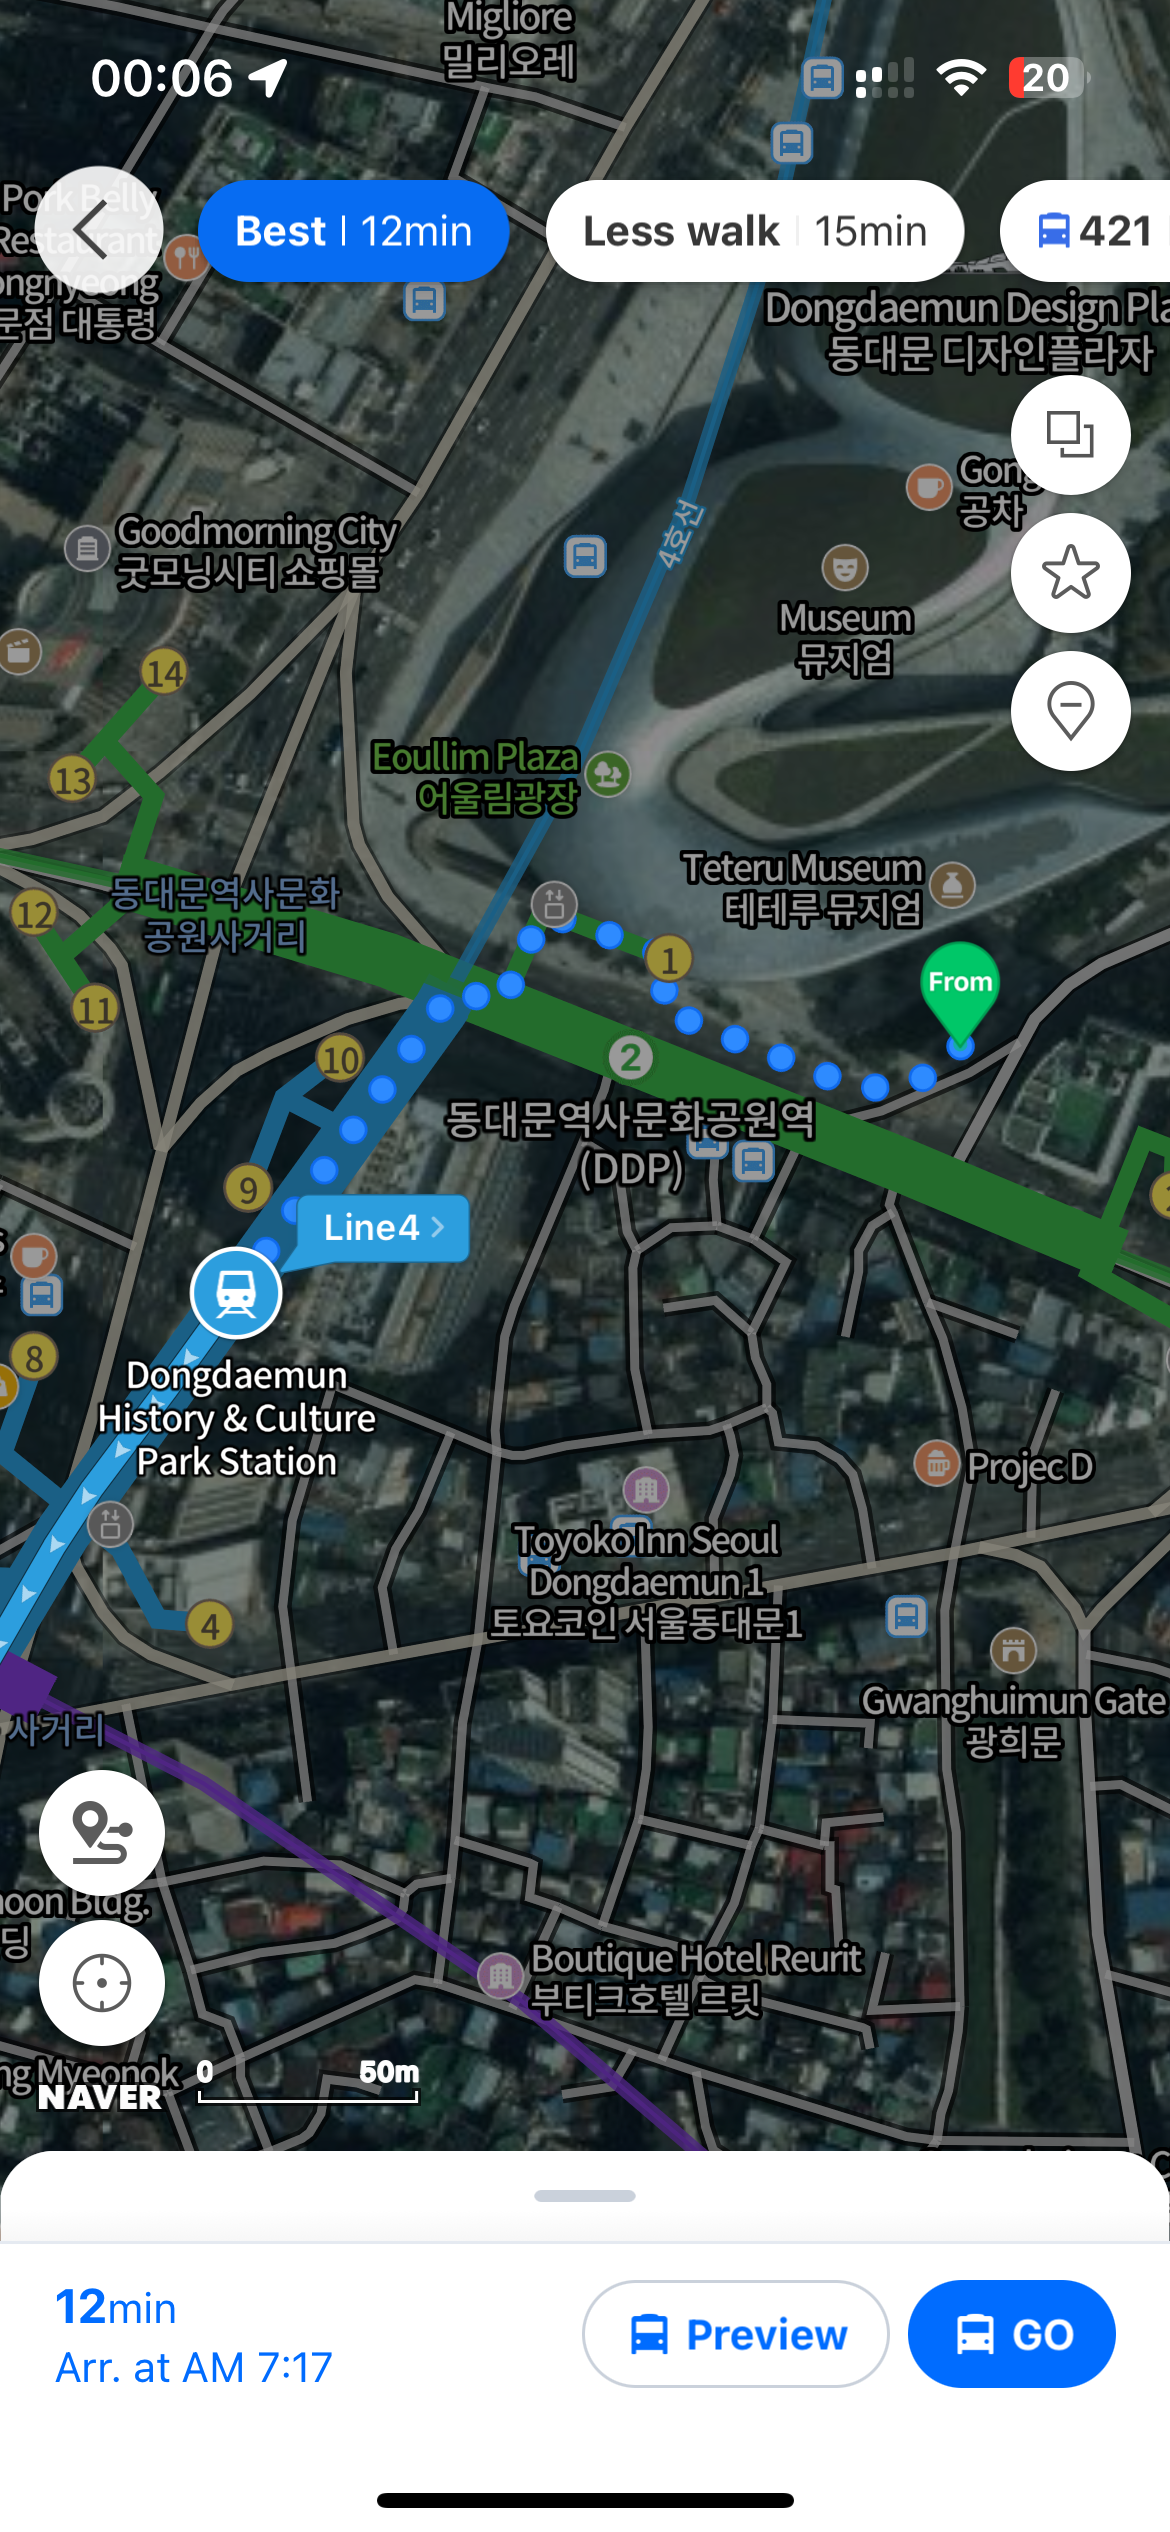 Migliore
밀리오레
00:06
20
Pork Belly
Restaurant
ongnyeong
문점 대통령
Best | 12min
Less walk | 15min
421
Dongdaemun Design Pla
동대문 디자인플라자
Gong
공차
4호선
Goodmorning City
굿모닝시티 쇼핑몰
Museum
뮤지엄
14
13
Eoullim Plaza
어울림광장
Teteru Museum
테테루 뮤지엄
12
동대문역사문화
공원사거리
11
1
From
10
2
동대문역사문화공원역
(DDP)
9
Line4
8
Dongdaemun
History & Culture
Park Station
Projec D
4
Toyoko Inn Seoul
Dongdaemun 1
토요코인 서울동대문1
Gwanghuimun Gate
광희문
사거리
oon Bldg.
딩
Boutique Hotel Reurit
부티크호텔 르릿
ng Myeonok
NAVER
0 50m
12min
Arr. at AM 7:17
Preview
GO